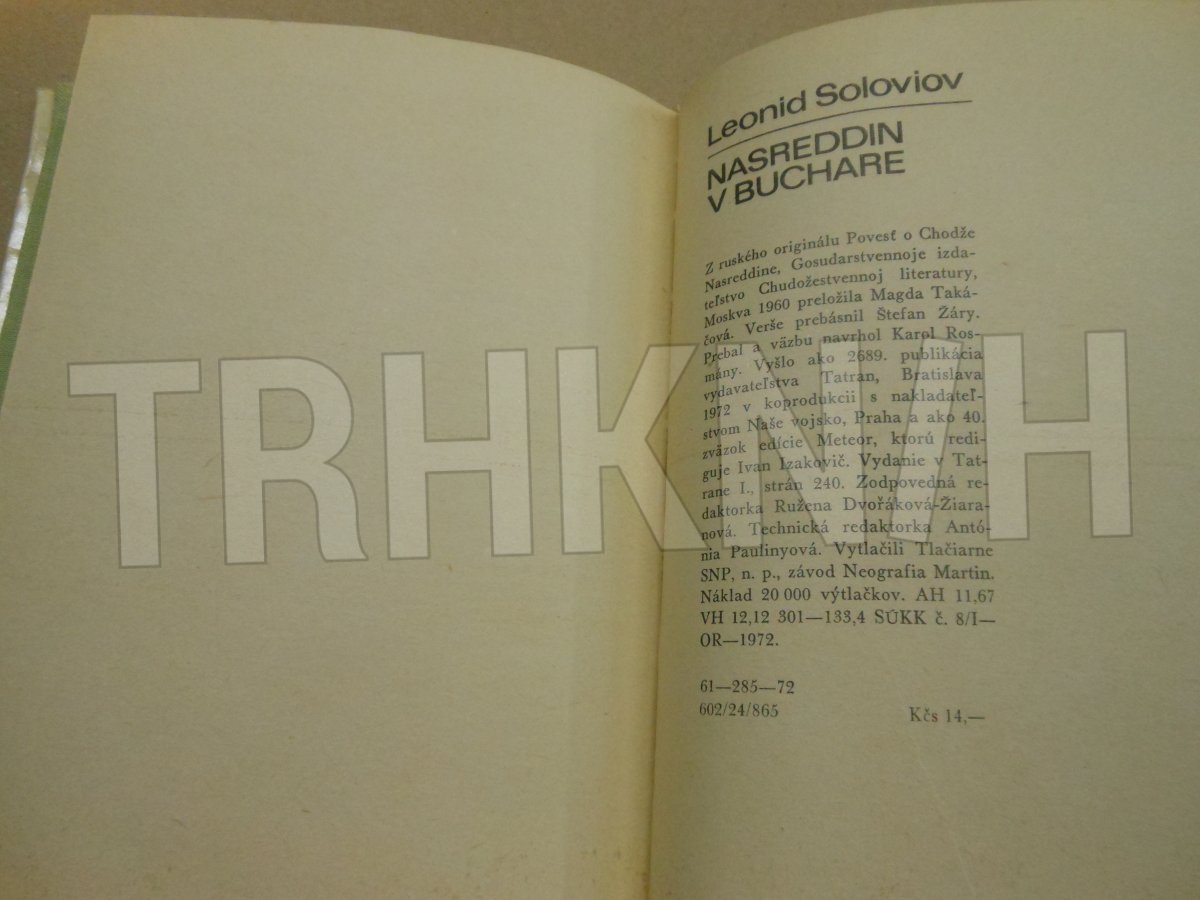 Leonid Soloviov
NASREDDIN
V BUCHARE
Z ruského originálu Povesť o Chodže
Nasreddine, Gosudarstvennoje izda-
teľstvo Chudožestvennoj literatury,
Moskva 1960 preložila Magda Taká-
čová. Verše prebásnil Štefan Žáry.
Prebal a väzbu navrhol Karol Ros-
mány. Vyšlo ako 2689. publikácia
vydavateľstva Tatran, Bratislava
1972 v koprodukcii s nakladateľ-
stvom Naše vojsko, Praha a ako 40.
zväzok edície Meteor, ktorú redi-
guje Ivan Izakovič. Vydanie v Tat-
rane I., strán 240. Zodpovedná re-
daktorka Ružena Dvořáková-Žiara-
nová. Technická redaktorka Antó-
nia Paulinyová. Vytlačili Tlačiarne
SNP, n. p., závod Neografia Martin.
Náklad 20 000 výtlačkov. AH 11,67
VH 12,12 301—133,4 SÚKK č. 8/I—
OR—1972.
61—285—72
602/24/865 Kčs 14,—
TRHKNIH